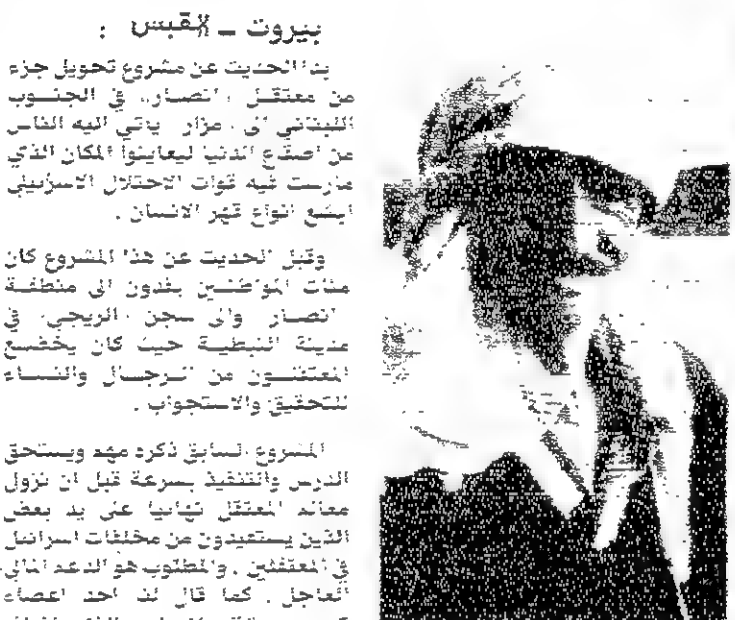 بيروت - القبس :
بدا الحديث عن مشروع تحويل جزء
من معتقل ، انصار، في الجنوب
اللبناني الى ، مزار ياتي اليه الناس
من اصقاع الدنيا ليعاينوا المكان الذي
مارست فيه قوات الاحتلال الاسرائيلي
ابشع انواع قهر الانسان .
وقبل الحديث عن هذا المشروع كان
مئات المواطنين يفدون الى منطقة
انصار والى سجن ، الريجي، في
مدينة النبطية حيث كان يخضع
المعتقلون من الرجال والنساء
للتحقيق والاستجواب .
المشروع السابق ذكره مهم ويستحق
الدرس والتنفيذ بسرعة قبل ان تزول
معالم المعتقل نهائيا على يد بعض
الذين يستفيدون من مخلفات اسرائيل
في المعتقلين . والمطلوب هو الدعم المالي
العاجل . كما قال لنا احد اعضاء